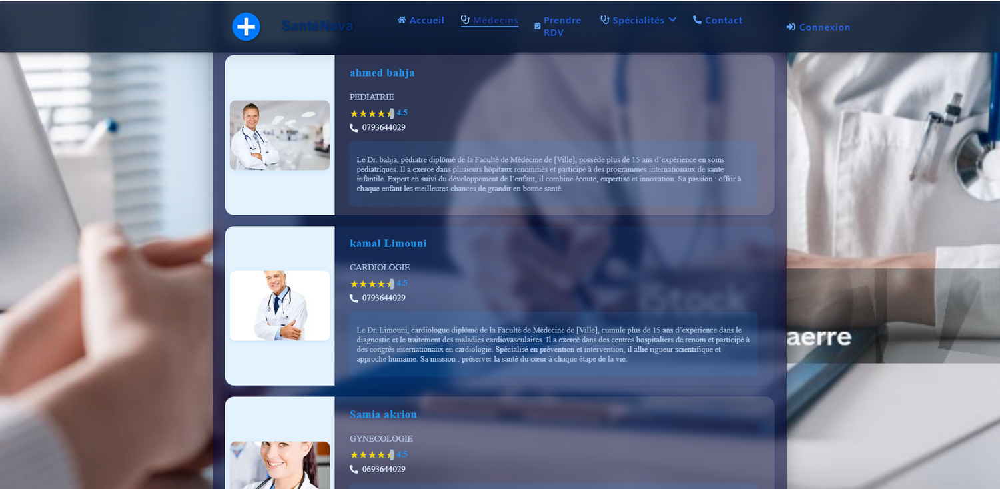 SantéNova
Accueil
Médecins
Prendre
RDV
Spécialités
Contact
Connexion
ahmed bahja
PEDIATRIE
4.5
0793644029
Le Dr. bahja, pédiatre diplômé de la Faculté de Médecine de [Ville], possède plus de 15 ans d’expérience en soins
pédiatriques. Il a exercé dans plusieurs hôpitaux renommés et participé à des programmes internationaux de santé
infantile. Expert en suivi du développement de l’enfant, il combine écoute, expertise et innovation. Sa passion : offrir à
chaque enfant les meilleures chances de grandir en bonne santé.
kamal Limouni
CARDIOLOGIE
4.5
0793644029
iStock
Le Dr. Limouni, cardiologue diplômé de la Faculté de Médecine de [Ville], cumule plus de 15 ans d’expérience dans le
diagnostic et le traitement des maladies cardiovasculaires. Il a exercé dans des centres hospitaliers de renom et participé à
des congrès internationaux en cardiologie. Spécialisé en prévention et intervention, il allie rigueur scientifique et
approche humaine. Sa mission : préserver la santé du cœur à chaque étape de la vie.
aerre
Samia akriou
GYNECOLOGIE
4.5
0693644029